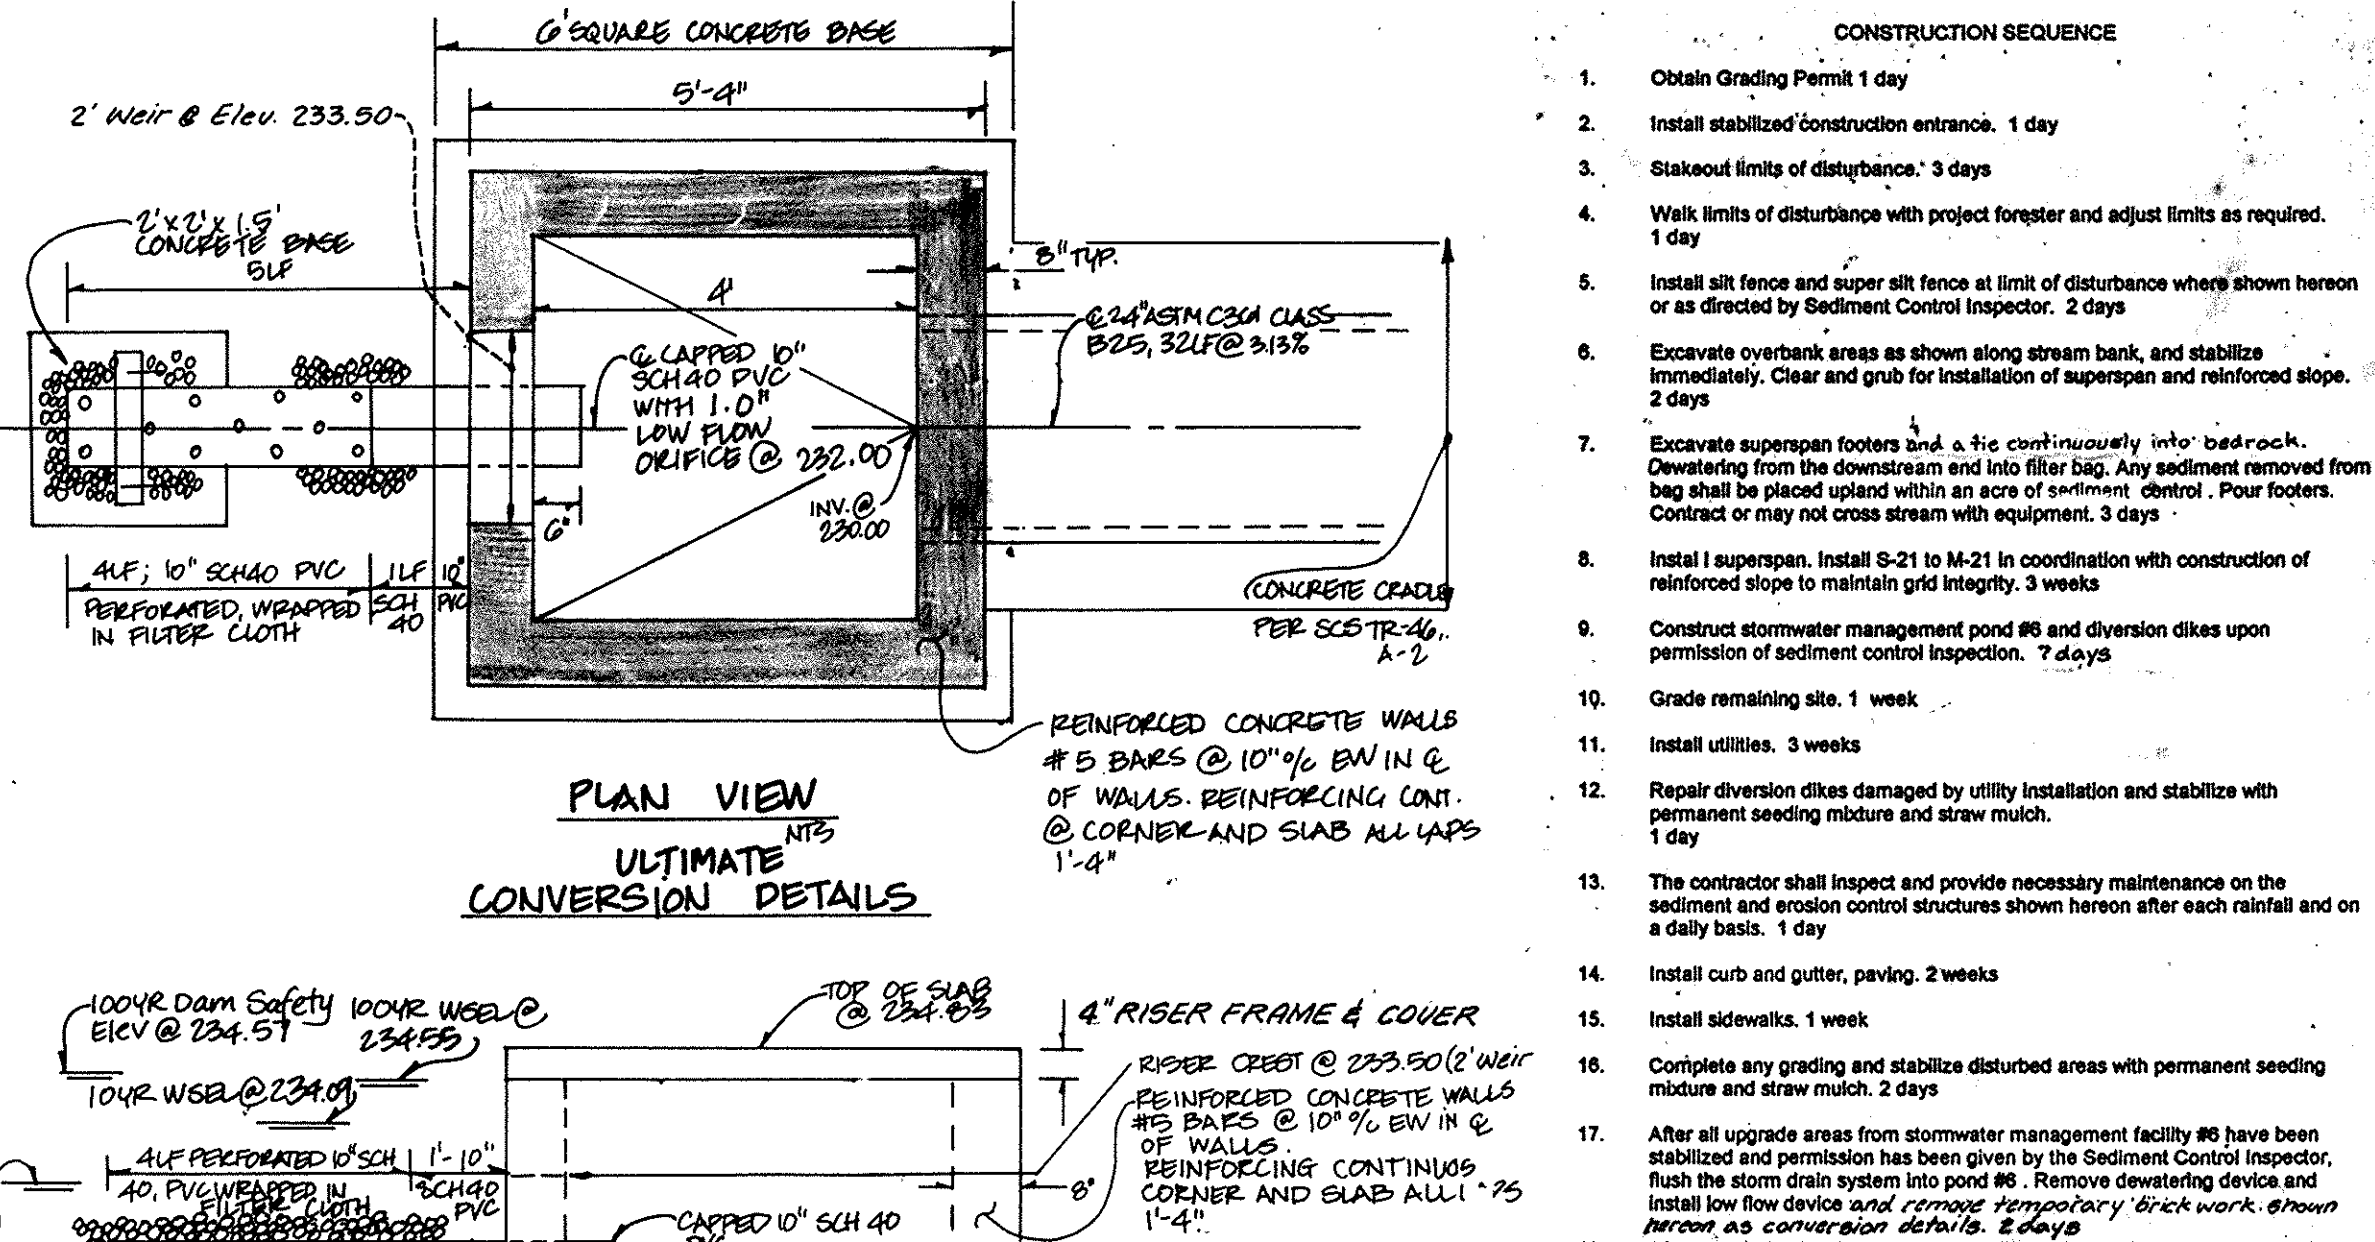 6' SQUARE CONCRETE BASE
5'-4"
2' Weir @ Elev. 233.50
2'x2'x1.5'
CONCRETE BASE
5LF
8" TYP.
4'
℄ 24" ASTM C361 CLASS
B25, 32LF @ 3.13%
℄ CAPPED 10"
SCH40 PVC
WITH 1.0"
LOW FLOW
ORIFICE @ 232.00
INV. @
230.00
6"
4LF; 10" SCH40 PVC
PERFORATED, WRAPPED
IN FILTER CLOTH
1LF 10"
SCH PVC
40
(CONCRETE CRADLE
PER SCS TR-46,
A-2
REINFORCED CONCRETE WALLS
#5 BARS @ 10" o/c EW IN ℄
OF WALLS. REINFORCING CONT.
@ CORNER AND SLAB ALL LAPS
1'-4"
PLAN VIEW
NTS
ULTIMATE
CONVERSION DETAILS
100YR Dam Safety
Elev @ 234.57
100YR WSEL @
234.55
10YR WSEL @ 234.09
TOP OF SLAB
@ 234.83
4" RISER FRAME & COVER
RISER CREST @ 233.50 (2' Weir
REINFORCED CONCRETE WALLS
#5 BARS @ 10" o/c EW IN ℄
OF WALLS.
REINFORCING CONTINUOS
CORNER AND SLAB ALL
1'-4"
8"
4LF PERFORATED 10" SCH
40, PVC WRAPPED IN
FILTER CLOTH
1'-10"
SCH40
PVC
CAPPED 10" SCH 40
CONSTRUCTION SEQUENCE
1. Obtain Grading Permit 1 day
2. Install stabilized construction entrance. 1 day
3. Stakeout limits of disturbance. 3 days
4. Walk limits of disturbance with project forester and adjust limits as required.
1 day
5. Install silt fence and super silt fence at limit of disturbance where shown hereon
or as directed by Sediment Control Inspector. 2 days
6. Excavate overbank areas as shown along stream bank, and stabilize
immediately. Clear and grub for installation of superspan and reinforced slope.
2 days
7. Excavate superspan footers and a tie continuously into bedrock.
Dewatering from the downstream end into filter bag. Any sediment removed from
bag shall be placed upland within an acre of sediment control . Pour footers.
Contract or may not cross stream with equipment. 3 days
8. Instal l superspan. Install S-21 to M-21 in coordination with construction of
reinforced slope to maintain grid integrity. 3 weeks
9. Construct stormwater management pond #6 and diversion dikes upon
permission of sediment control inspection. 7 days
10. Grade remaining site. 1 week
11. Install utilities. 3 weeks
12. Repair diversion dikes damaged by utility installation and stabilize with
permanent seeding mixture and straw mulch.
1 day
13. The contractor shall inspect and provide necessary maintenance on the
sediment and erosion control structures shown hereon after each rainfall and on
a daily basis. 1 day
14. Install curb and gutter, paving. 2 weeks
15. Install sidewalks. 1 week
16. Complete any grading and stabilize disturbed areas with permanent seeding
mixture and straw mulch. 2 days
17. After all upgrade areas from stormwater management facility #6 have been
stabilized and permission has been given by the Sediment Control Inspector,
flush the storm drain system into pond #6 . Remove dewatering device and
install low flow device and remove temporary brick work shown
hereon as conversion details. 2 days